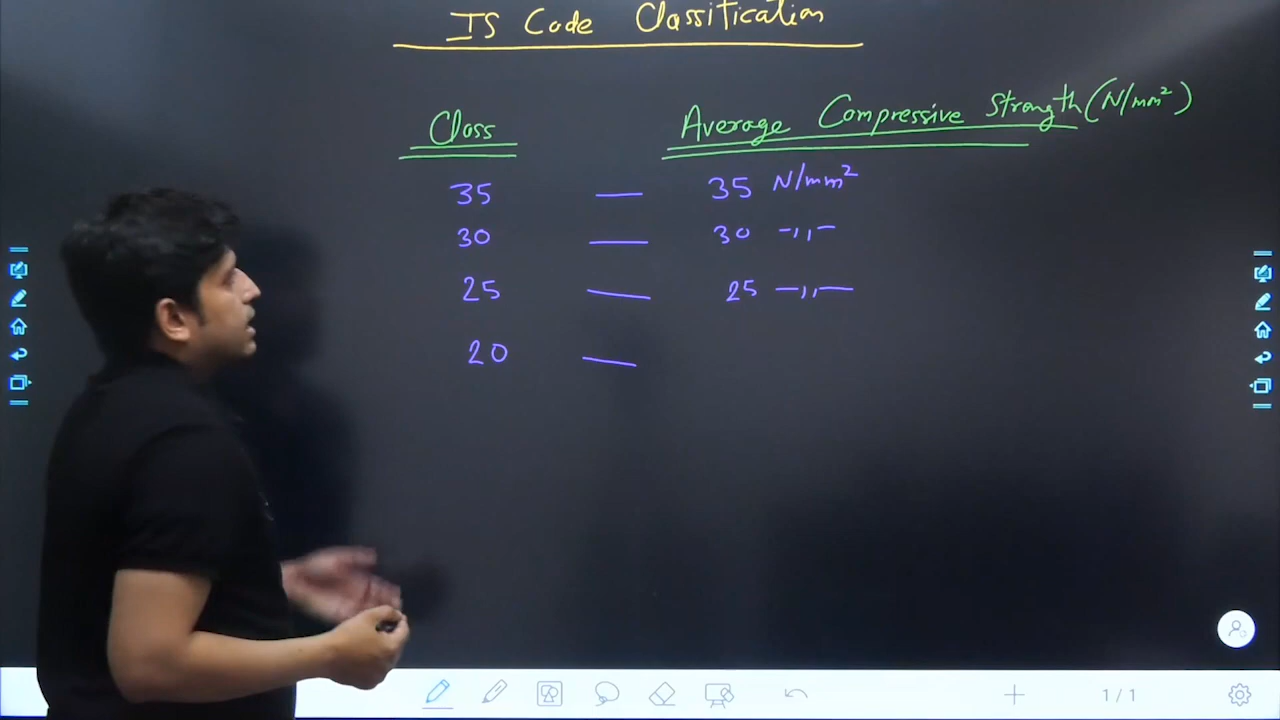 IS Code Classification
Class Average Compressive Strength (N/mm²)
35 — 35 N/mm²
30 — 30 -,,-
25 — 25 -,,-
20 —
1/1